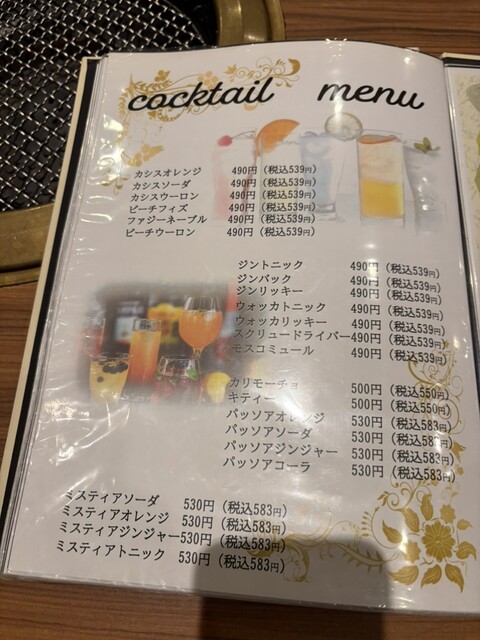 cocktail menu
カシスオレンジ 490円（税込539円）
カシスソーダ 490円（税込539円）
カシスウーロン 490円（税込539円）
ピーチフィズ 490円（税込539円）
ファジーネーブル 490円（税込539円）
ピーチウーロン 490円（税込539円）
ジントニック 490円（税込539円）
ジンバック 490円（税込539円）
ジンリッキー 490円（税込539円）
ウォッカトニック 490円（税込539円）
ウォッカリッキー 490円（税込539円）
スクリュードライバー490円（税込539円）
モスコミュール 490円（税込539円）
カリモーチョ 500円（税込550円）
キティー 500円（税込550円）
パッソアオレンジ 530円（税込583円）
パッソアソーダ 530円（税込583円）
パッソアジンジャー 530円（税込583円）
パッソアコーラ 530円（税込583円）
ミスティアソーダ 530円（税込583円）
ミスティアオレンジ 530円（税込583円）
ミスティアジンジャー530円（税込583円）
ミスティアトニック 530円（税込583円）